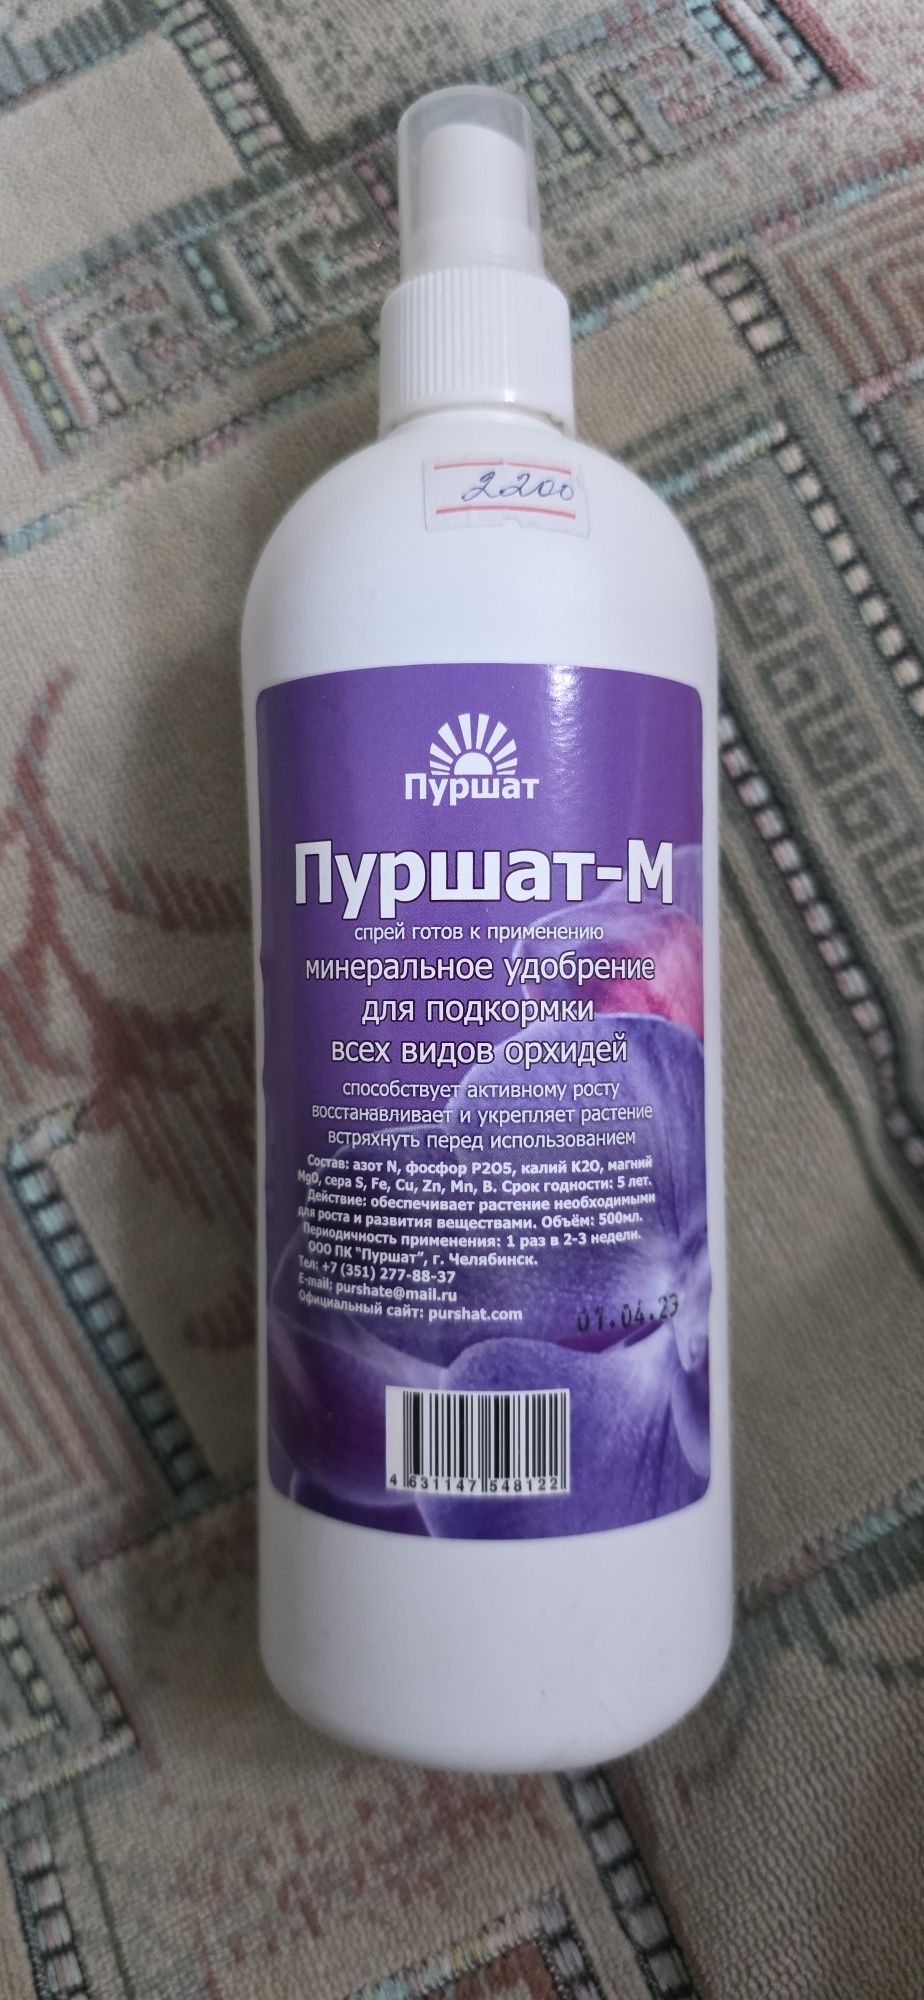 2200
Пуршат
Пуршат-М
спрей готов к применению
минеральное удобрение
для подкормки
всех видов орхидей
способствует активному росту
восстанавливает и укрепляет растение
встряхнуть перед использованием
Состав: азот N, фосфор P2O5, калий K2O, магний
MgO, сера S, Fe, Cu, Zn, Mn, B. Срок годности: 5 лет.
Действие: обеспечивает растение необходимыми
для роста и развития веществами. Объём: 500мл.
Периодичность применения: 1 раз в 2-3 недели.
ООО ПК "Пуршат", г. Челябинск.
Тел: +7 (351) 277-88-37
E-mail: purshate@mail.ru
Официальный сайт: purshat.com
01.04.23
4 631147 548122